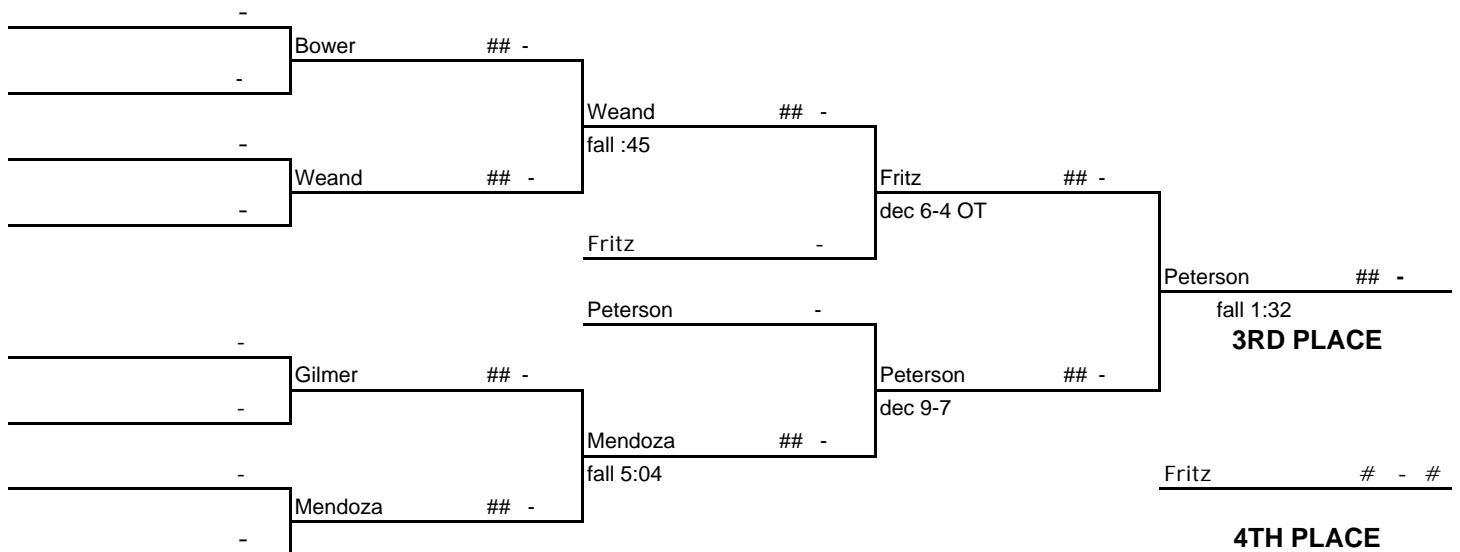 -
Bower ## -
-
Weand ## -
- fall :45
Weand ## - Fritz ## -
- dec 6-4 OT
Fritz -
Peterson ## -
Peterson - fall 1:32
- 3RD PLACE
Gilmer ## - Peterson ## -
- dec 9-7
Mendoza ## -
- fall 5:04 Fritz # - #
Mendoza ## -
- 4TH PLACE